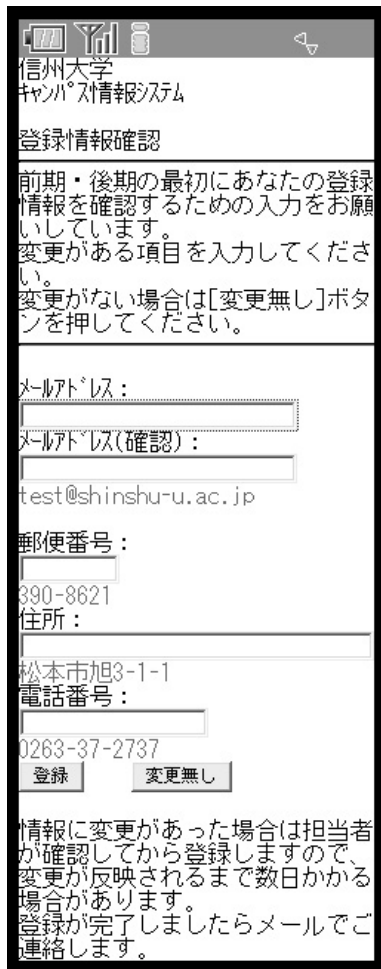 信州大学
ｷｬﾝﾊﾟｽ情報ｼｽﾃﾑ
登録情報確認
前期・後期の最初にあなたの登録
情報を確認するための入力をお願
いしています。
変更がある項目を入力してくださ
い。
変更がない場合は[変更無し]ボタ
ンを押してください。
ﾒｰﾙｱﾄﾞﾚｽ：
ﾒｰﾙｱﾄﾞﾚｽ(確認)：
test@shinshu-u.ac.jp
郵便番号：
390-8621
住所：
松本市旭3-1-1
電話番号：
0263-37-2737
登録 変更無し
情報に変更があった場合は担当者
が確認してから登録しますので、
変更が反映されるまで数日かかる
場合があります。
登録が完了しましたらメールでご
連絡します。